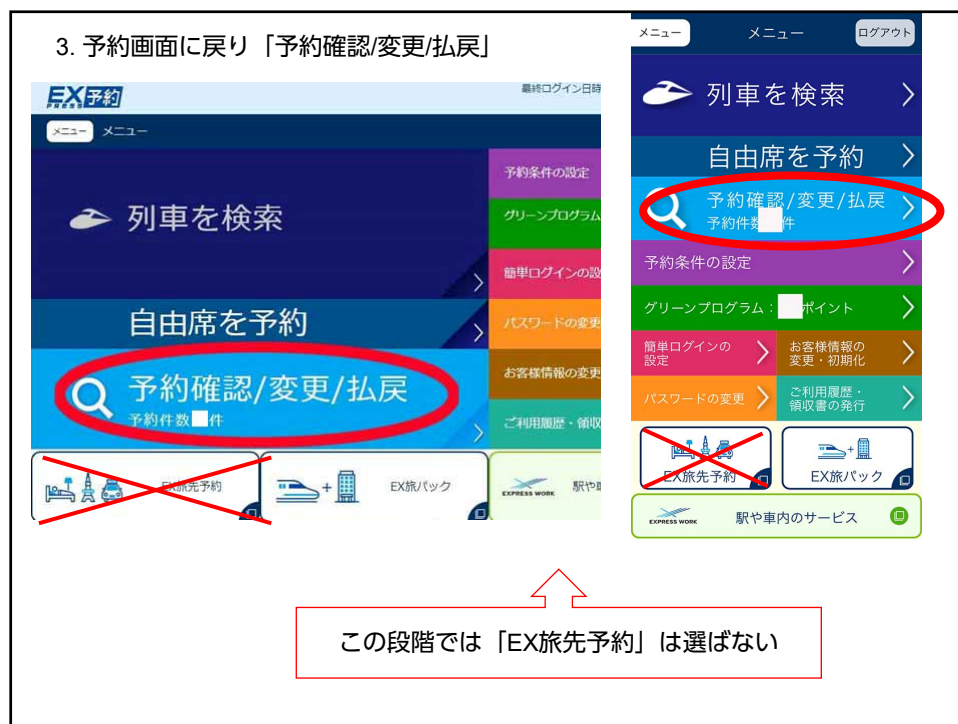 3. 予約画面に戻り「予約確認/変更/払戻」
EX予約
PRESS
最終ログイン日時
メニュー メニュー
列車を検索
自由席を予約
予約確認/変更/払戻
予約件数 件
予約条件の設定
グリーンプログラム
簡単ログインの設
パスワードの変更
お客様情報の変更
ご利用履歴・領収
EX旅先予約
EX旅パック
EXPRESS WORK
駅や
メニュー メニュー ログアウト
列車を検索
自由席を予約
予約確認/変更/払戻
予約件数 件
予約条件の設定
グリーンプログラム: ポイント
簡単ログインの
設定
お客様情報の
変更・初期化
パスワードの変更
ご利用履歴・
領収書の発行
EX旅先予約
EX旅パック
EXPRESS WORK
駅や車内のサービス
この段階では「EX旅先予約」は選ばない